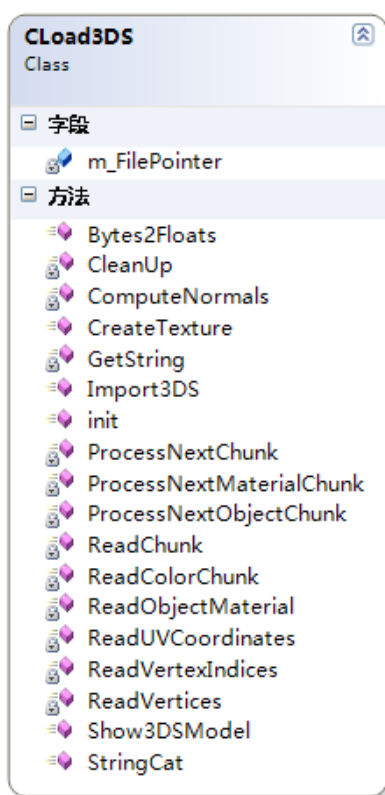 CLoad3DS
Class
字段
m_FilePointer
方法
Bytes2Floats
CleanUp
ComputeNormals
CreateTexture
GetString
Import3DS
init
ProcessNextChunk
ProcessNextMaterialChunk
ProcessNextObjectChunk
ReadChunk
ReadColorChunk
ReadObjectMaterial
ReadUVCoordinates
ReadVertexIndices
ReadVertices
Show3DSModel
StringCat